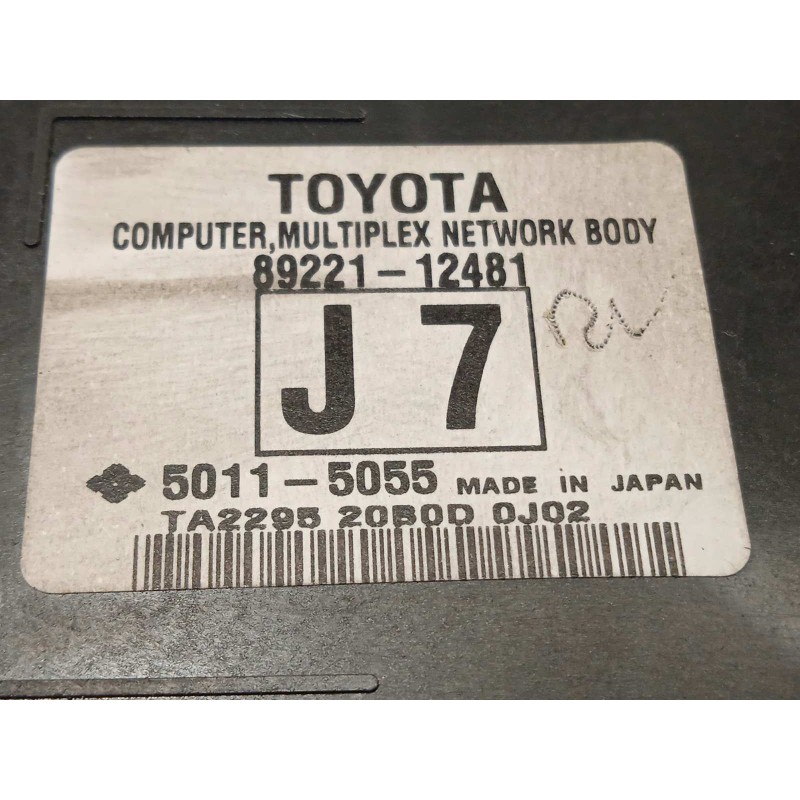 TOYOTA
COMPUTER,MULTIPLEX NETWORK BODY
89221-12481
J 7
5011-5055 MADE IN JAPAN
TA2295 20B0D 0J02